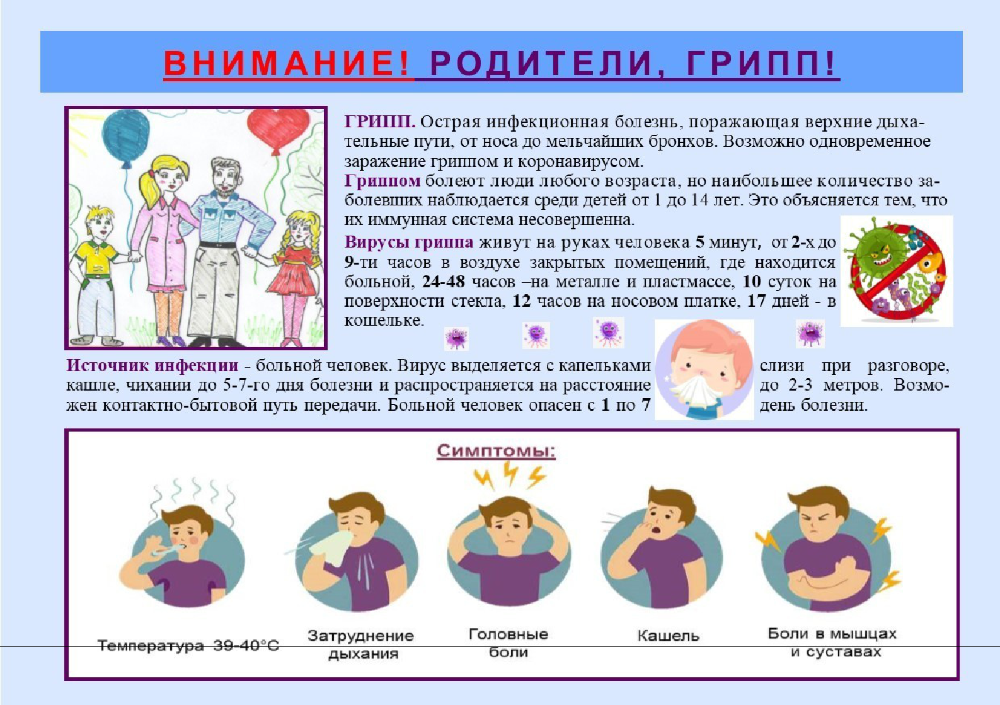 ВНИМАНИЕ! РОДИТЕЛИ, ГРИПП!
ГРИПП. Острая инфекционная болезнь, поражающая верхние дыха-
тельные пути, от носа до мельчайших бронхов. Возможно одновременное
заражение гриппом и коронавирусом.
Гриппом болеют люди любого возраста, но наибольшее количество за-
болевших наблюдается среди детей от 1 до 14 лет. Это объясняется тем, что
их иммунная система несовершенна.
Вирусы гриппа живут на руках человека 5 минут, от 2-х до
9-ти часов в воздухе закрытых помещений, где находится
больной, 24-48 часов –на металле и пластмассе, 10 суток на
поверхности стекла, 12 часов на носовом платке, 17 дней - в
кошельке.
Источник инфекции - больной человек. Вирус выделяется с капельками слизи при разговоре,
кашле, чихании до 5-7-го дня болезни и распространяется на расстояние до 2-3 метров. Возмо-
жен контактно-бытовой путь передачи. Больной человек опасен с 1 по 7 день болезни.
Симптомы:
Температура 39-40°С
Затруднение
дыхания
Головные
боли
Кашель
Боли в мышцах
и суставах